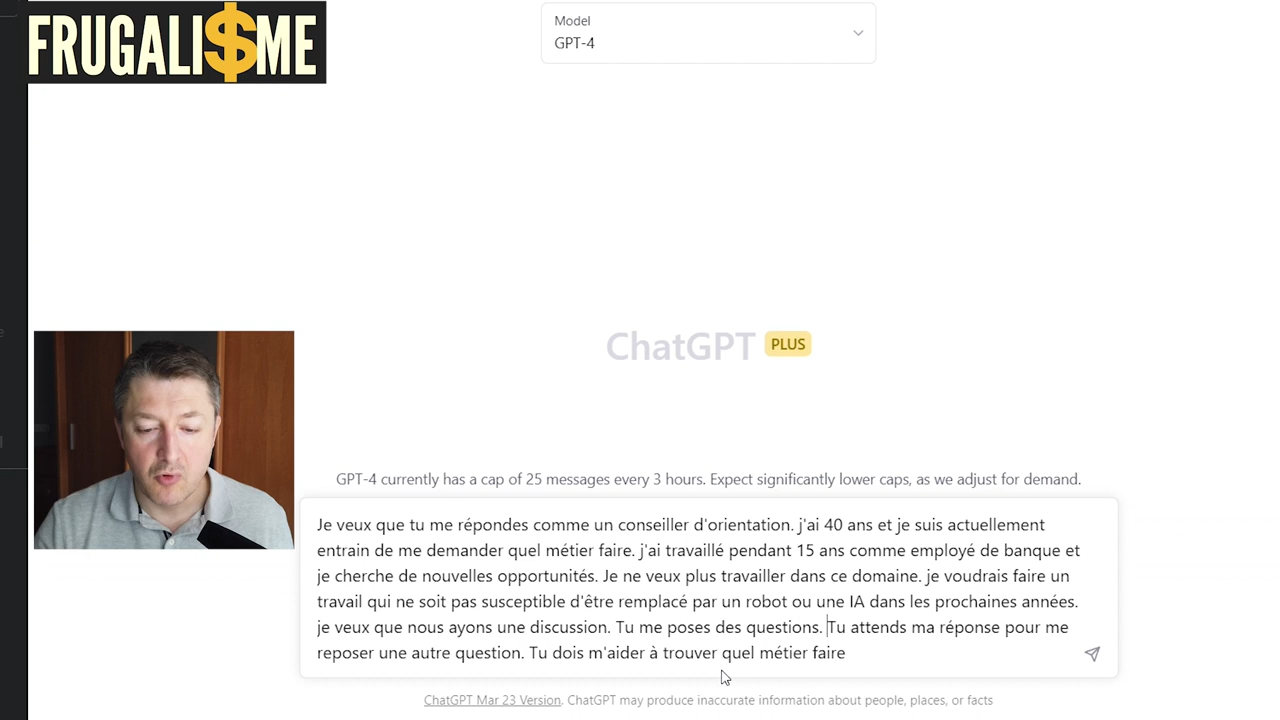 FRUGALI$ME
Model
GPT-4
ChatGPT PLUS
GPT-4 currently has a cap of 25 messages every 3 hours. Expect significantly lower caps, as we adjust for demand.
Je veux que tu me répondes comme un conseiller d'orientation. j'ai 40 ans et je suis actuellement
entrain de me demander quel métier faire. j'ai travaillé pendant 15 ans comme employé de banque et
je cherche de nouvelles opportunités. Je ne veux plus travailler dans ce domaine. je voudrais faire un
travail qui ne soit pas susceptible d'être remplacé par un robot ou une IA dans les prochaines années.
je veux que nous ayons une discussion. Tu me poses des questions. Tu attends ma réponse pour me
reposer une autre question. Tu dois m'aider à trouver quel métier faire
ChatGPT Mar 23 Version. ChatGPT may produce inaccurate information about people, places, or facts